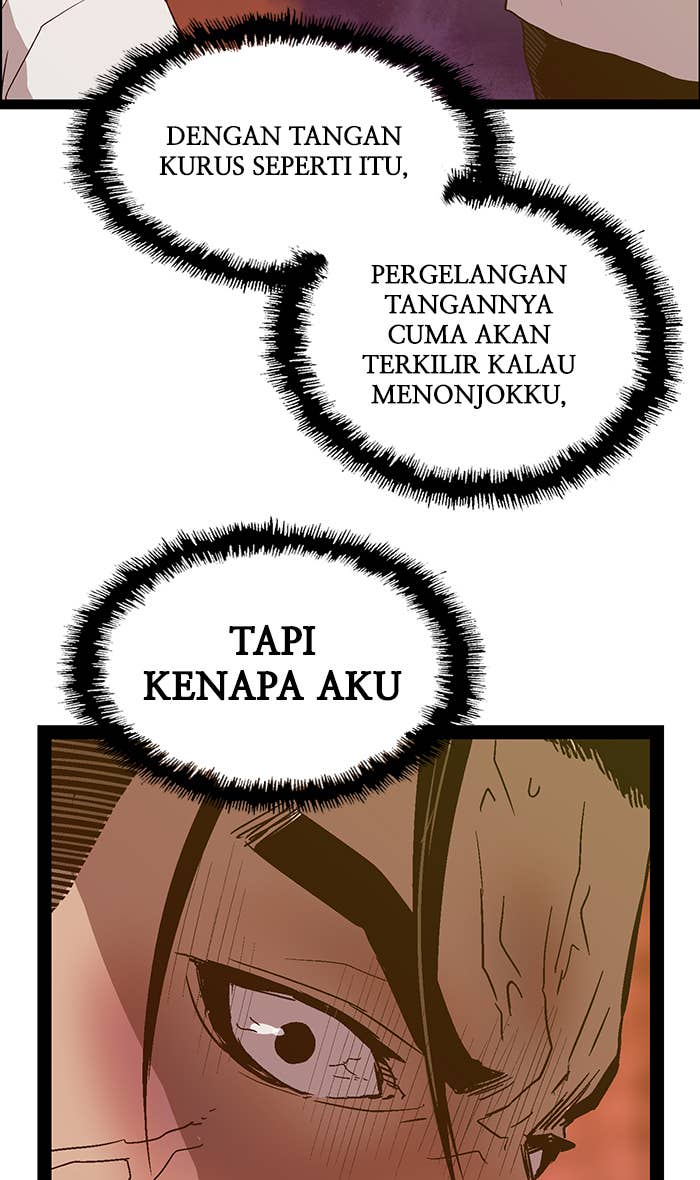 DENGAN TANGAN
KURUS SEPERTI ITU,
PERGELANGAN
TANGANNYA
CUMA AKAN
TERKILIR KALAU
MENONJOKKU,
TAPI
KENAPA AKU